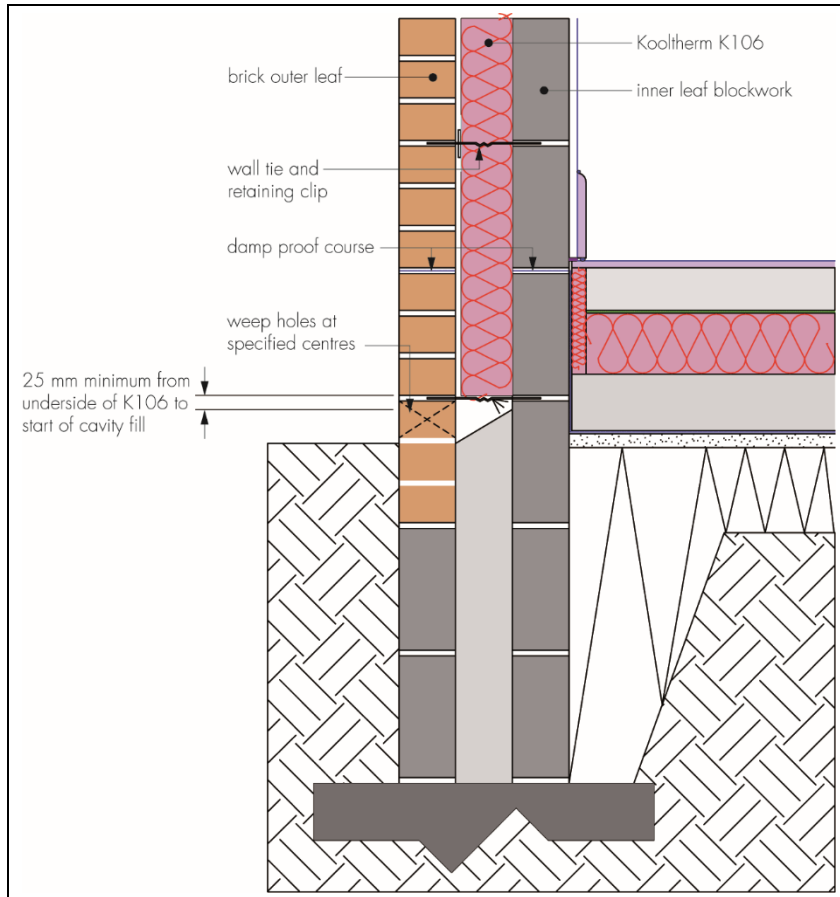 Kooltherm K106
brick outer leaf
inner leaf blockwork
wall tie and
retaining clip
damp proof course
weep holes at
specified centres
25 mm minimum from
underside of K106 to
start of cavity fill